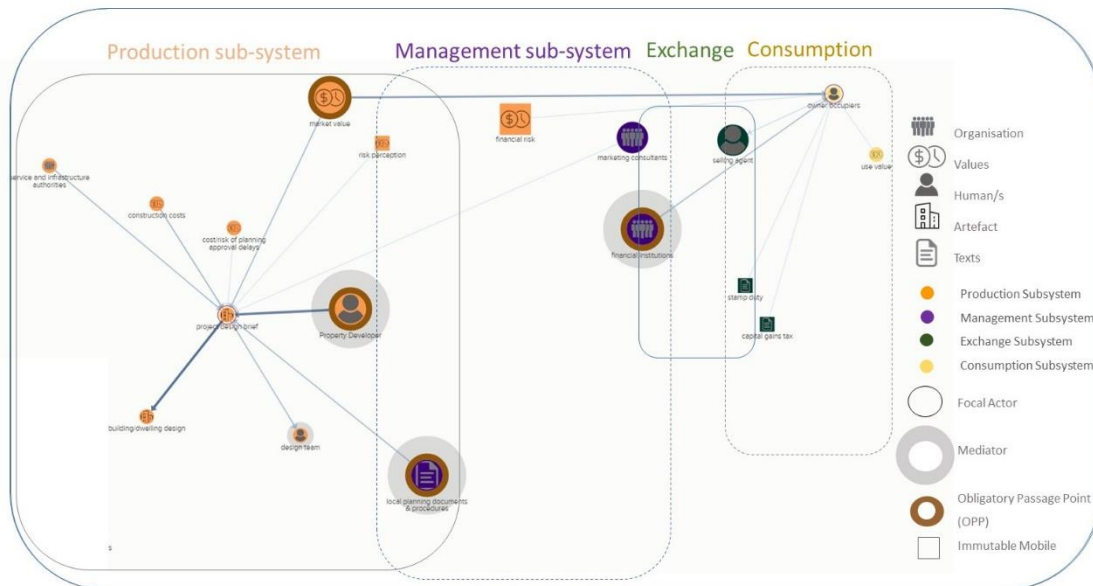 Production sub-system
Management sub-system
Exchange
Consumption
market value
financial risk
risk perception
owner occupiers
marketing consultants
selling agent
use value
service and infrastructure
authorities
construction costs
cost/risk of planning
approval delays
financial institutions
stamp duty
capital gains tax
project design brief
Property Developer
building/dwelling design
design team
local planning documents
& procedures
s
Organisation
Values
Human/s
Artefact
Texts
Production Subsystem
Management Subsystem
Exchange Subsystem
Consumption Subsystem
Focal Actor
Mediator
Obligatory Passage Point
(OPP)
Immutable Mobile